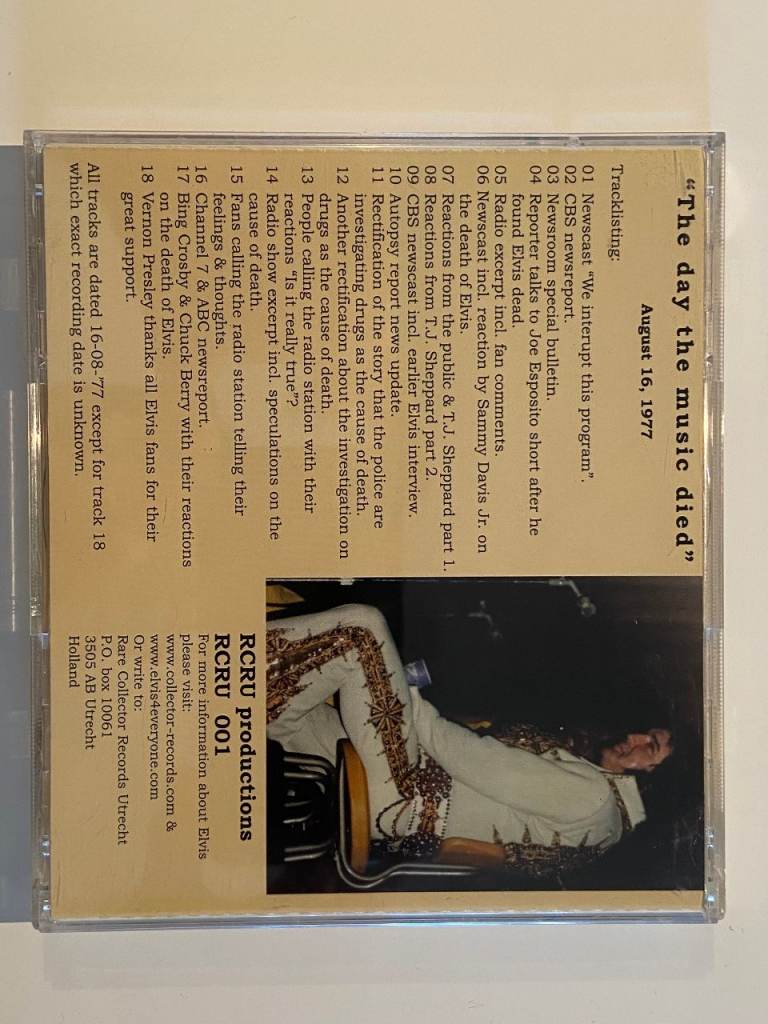 "The day the music died"
August 16, 1977
Tracklisting:
01 Newscast "We interupt this program".
02 CBS newsreport.
03 Newsroom special bulletin.
04 Reporter talks to Joe Esposito short after he
found Elvis dead.
05 Radio excerpt incl. fan comments.
06 Newscast incl. reaction by Sammy Davis Jr. on
the death of Elvis.
07 Reactions from the public & T.J. Sheppard part 1.
08 Reactions from T.J. Sheppard part 2.
09 CBS newscast incl. earlier Elvis interview.
10 Autopsy report news update.
11 Rectification of the story that the police are
investigating drugs as the cause of death.
12 Another rectification about the investigation on
drugs as the cause of death.
13 People calling the radio station with their
reactions "Is it really true"?
14 Radio show excerpt incl. speculations on the
cause of death.
15 Fans calling the radio station telling their
feelings & thoughts.
16 Channel 7 & ABC newsreport.
17 Bing Crosby & Chuck Berry with their reactions
on the death of Elvis.
18 Vernon Presley thanks all Elvis fans for their
great support.
All tracks are dated 16-08-'77 except for track 18
which exact recording date is unknown.
RCRU productions
RCRU 001
For more information about Elvis
please visit:
www.collector-records.com &
www.elvis4everyone.com
Or write to:
Rare Collector Records Utrecht
P.O. box 10061
3505 AB Utrecht
Holland